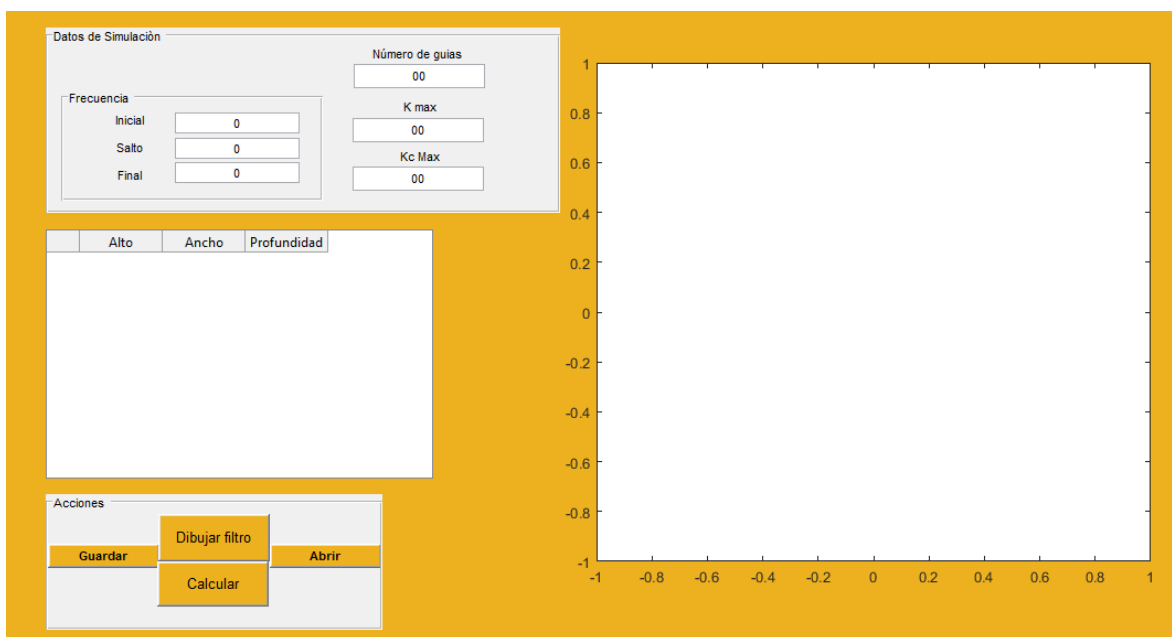 Datos de Simulaciòn
Número de guias
00
Frecuencia
Inicial 0
Salto 0
Final 0
K max
00
Kc Max
00
Alto Ancho Profundidad
Acciones
Guardar
Dibujar filtro
Calcular
Abrir
1
0.8
0.6
0.4
0.2
0
-0.2
-0.4
-0.6
-0.8
-1
-1 -0.8 -0.6 -0.4 -0.2 0 0.2 0.4 0.6 0.8 1